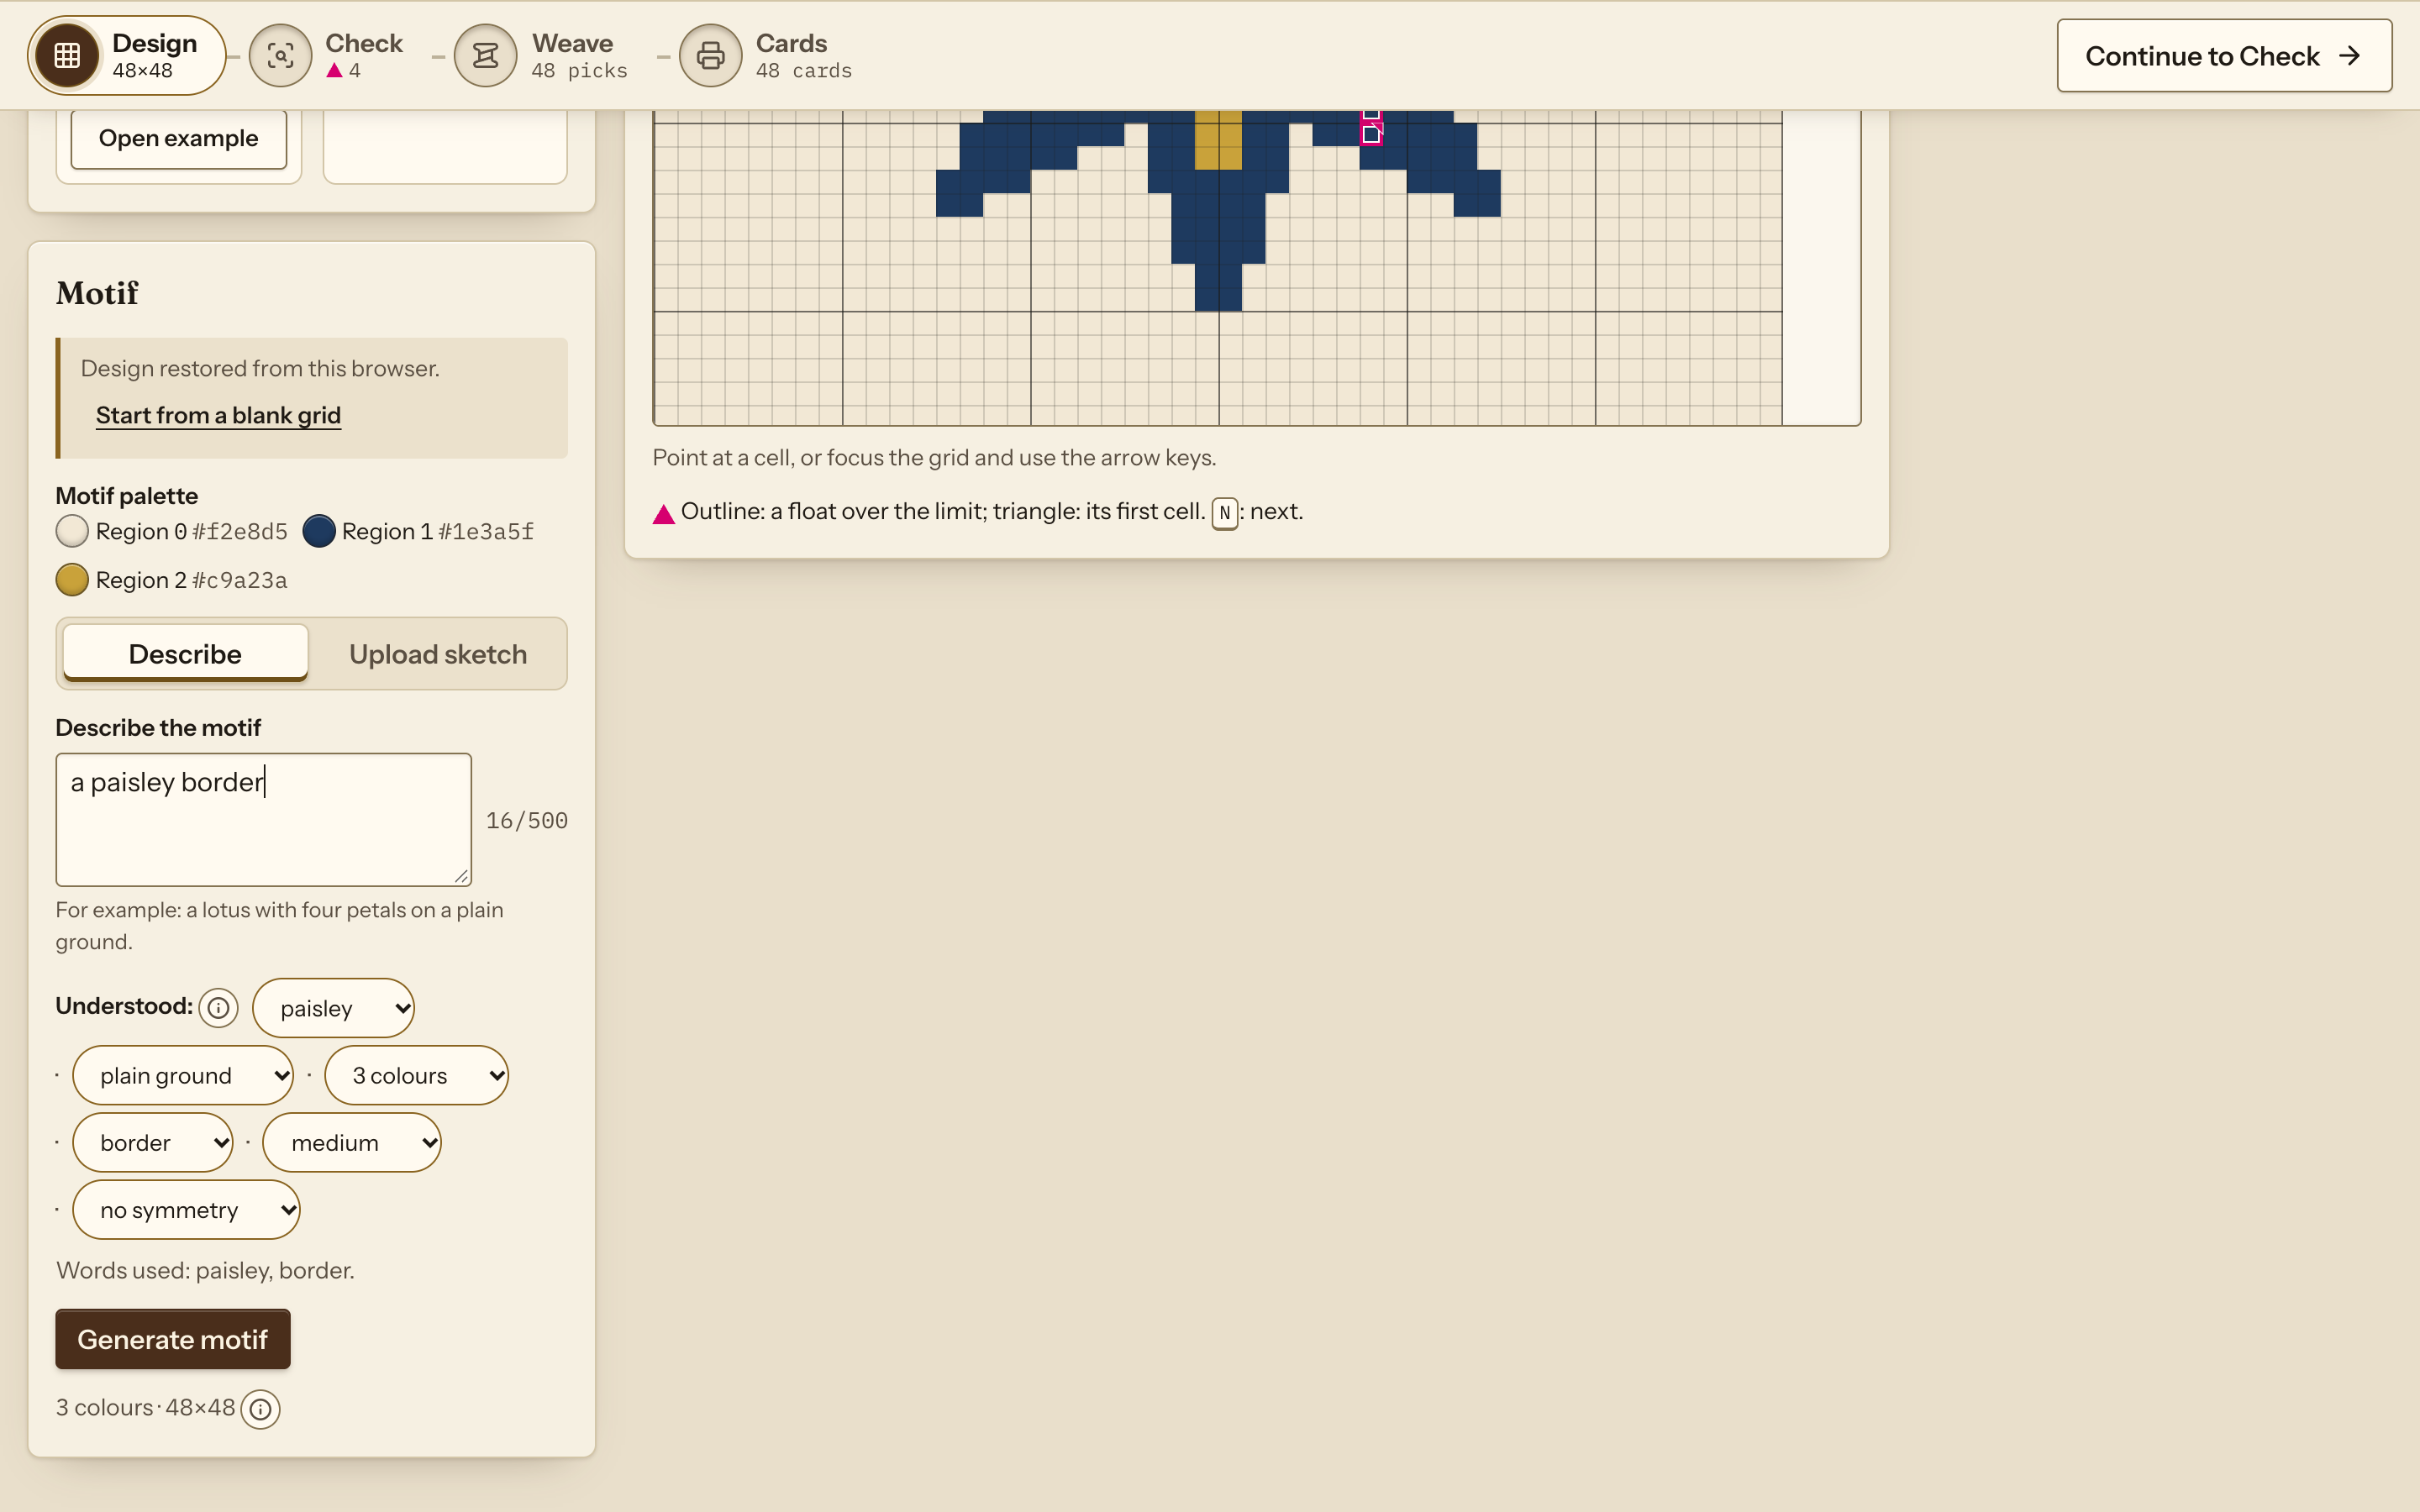 Design
48×48
Check
4
Weave
48 picks
Cards
48 cards
Continue to Check
Open example
Motif
Design restored from this browser.
Start from a blank grid
Motif palette
Region 0 #f2e8d5 Region 1 #1e3a5f
Region 2 #c9a23a
Describe
Upload sketch
Describe the motif
a paisley border
16/500
For example: a lotus with four petals on a plain
ground.
Understood: paisley
· plain ground · 3 colours
· border · medium
· no symmetry
Words used: paisley, border.
Generate motif
3 colours · 48×48
Point at a cell, or focus the grid and use the arrow keys.
Outline: a float over the limit; triangle: its first cell. N: next.